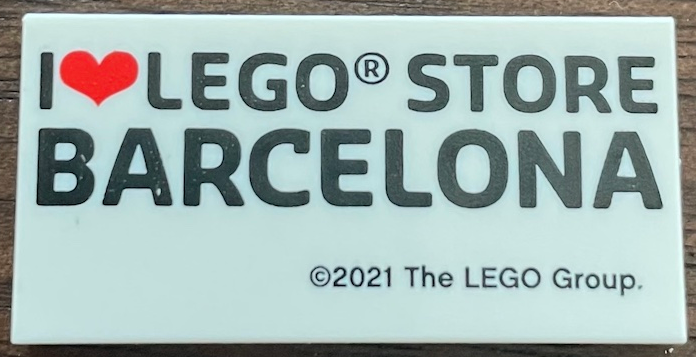 I ❤ LEGO® STORE
BARCELONA
©2021 The LEGO Group.